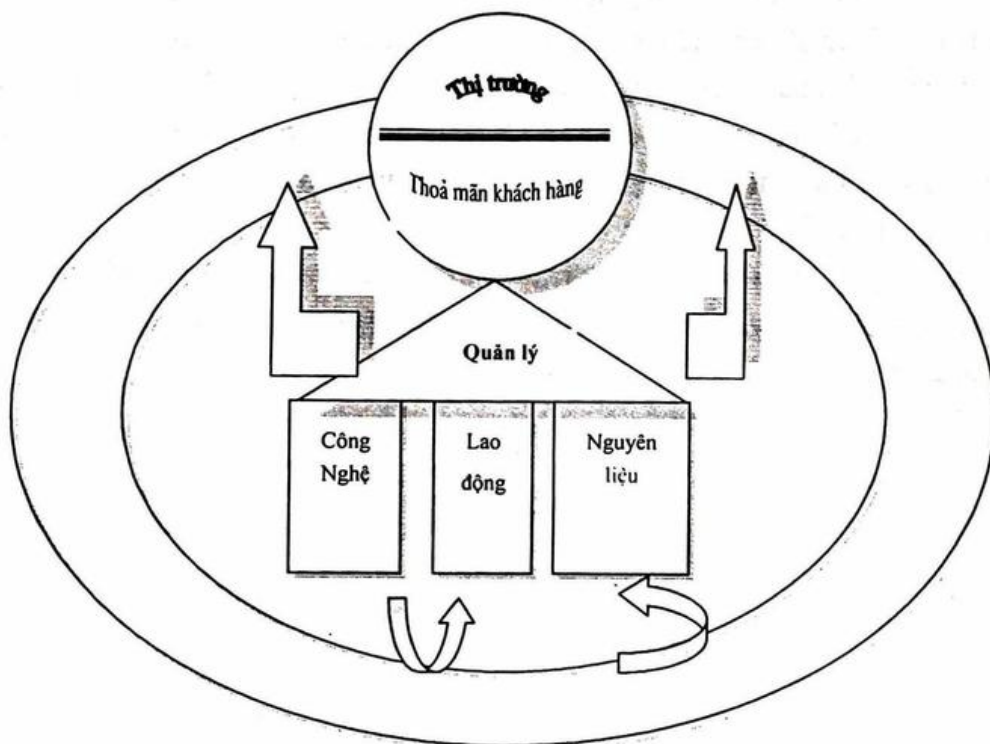 Thị trường
Thoả mãn khách hàng
Quản lý
Công
Nghệ
Lao
động
Nguyên
liệu